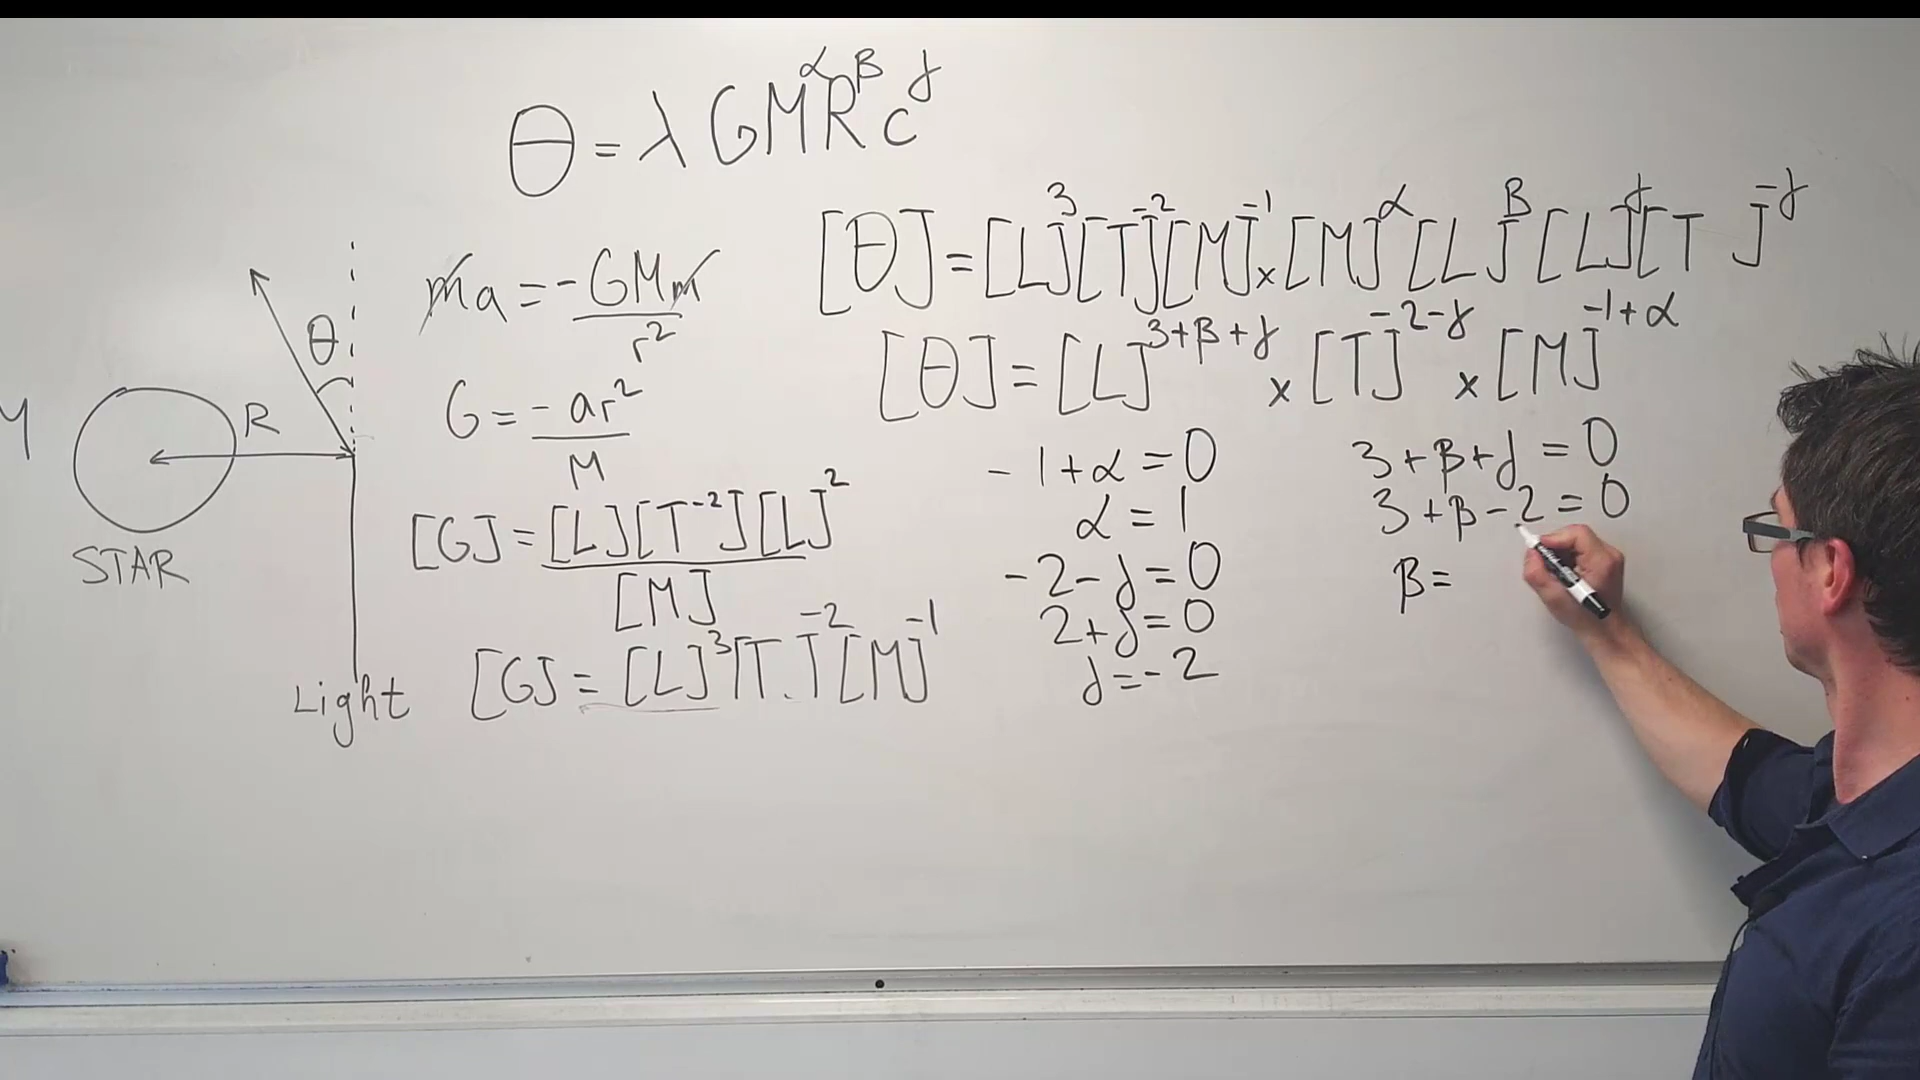 θ = λ G M^α R^β c^γ
[θ] = [L]^3 [T]^-2 [M]^-1 × [M]^α [L]^β [L]^γ [T]^-γ
[θ] = [L]^(3+β+γ) × [T]^(-2-γ) × [M]^(-1+α)
θ
R
M
STAR
Light
ma = -GMm/r^2
G = -ar^2/M
[G] = [L][T^-2][L]^2/[M]
[G] = [L]^3 [T]^-2 [M]^-1
-1+α=0
α=1
-2-γ=0
2+γ=0
γ=-2
3+β+γ=0
3+β-2=0
β=